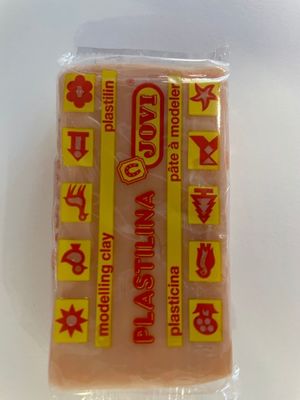 plastilin
modelling clay
JOVI
®
PLASTILINA
pâte à modeler
plasticina